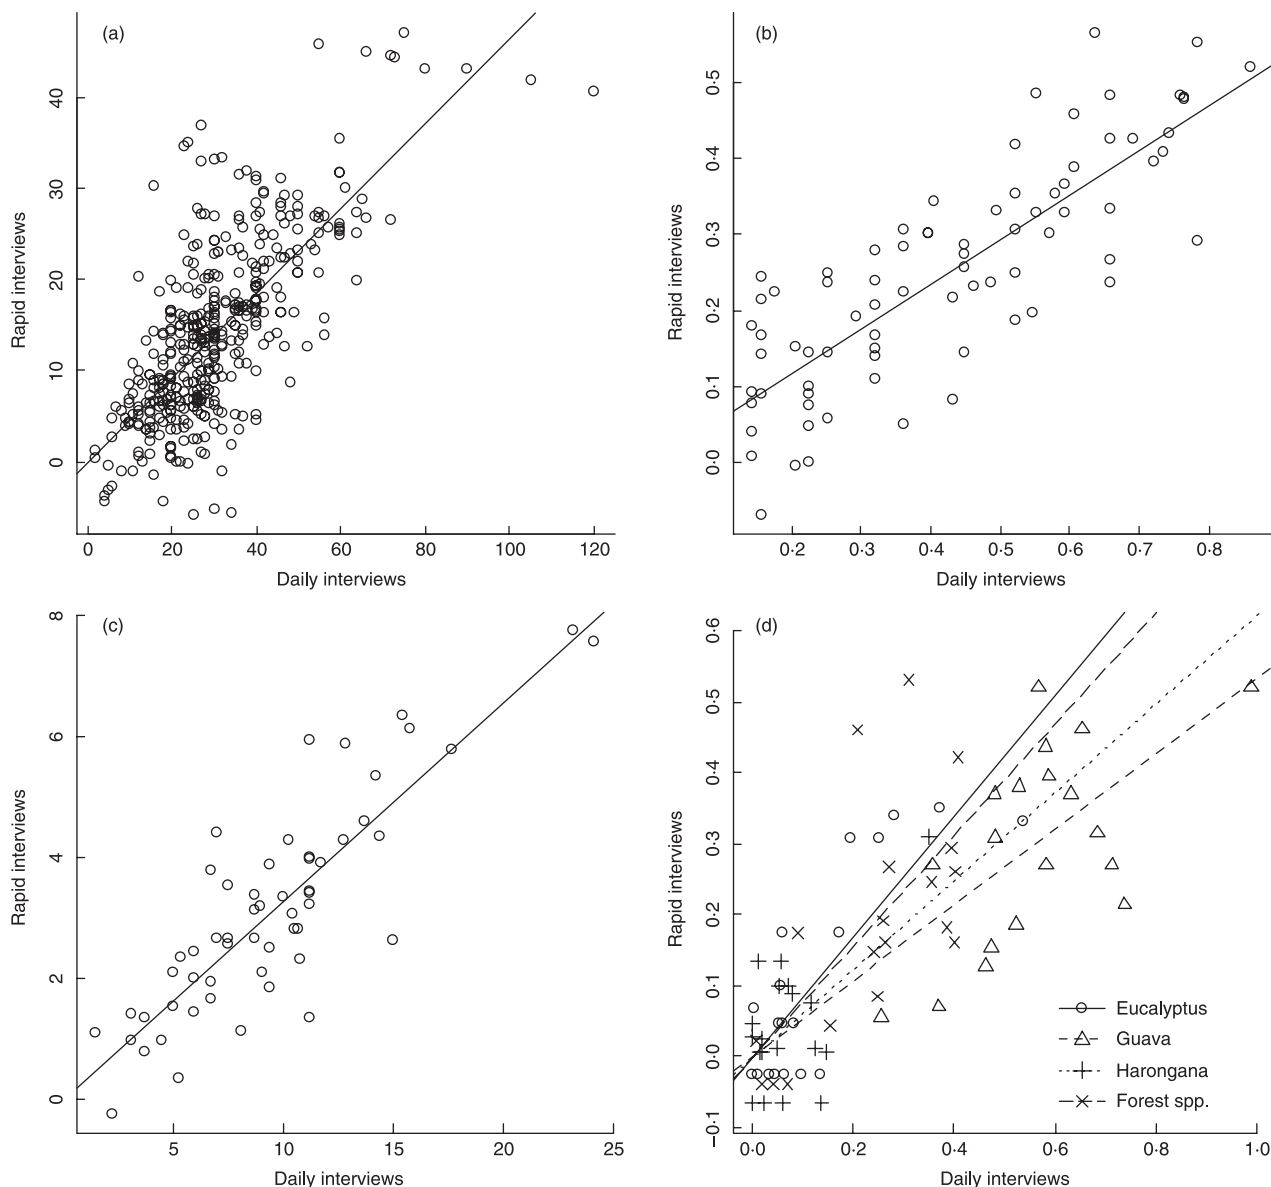 (a)
Rapid interviews
40
30
20
10
0
0 20 40 60 80 100 120
Daily interviews
(b)
Rapid interviews
0·5
0·4
0·3
0·2
0·1
0·0
0·2 0·3 0·4 0·5 0·6 0·7 0·8
Daily interviews
(c)
Rapid interviews
8
6
4
2
0
5 10 15 20 25
Daily interviews
(d)
Rapid interviews
0·6
0·5
0·4
0·3
0·2
0·1
0·0
−0·1
0·0 0·2 0·4 0·6 0·8 1·0
Daily interviews
Eucalyptus
Guava
Harongana
Forest spp.